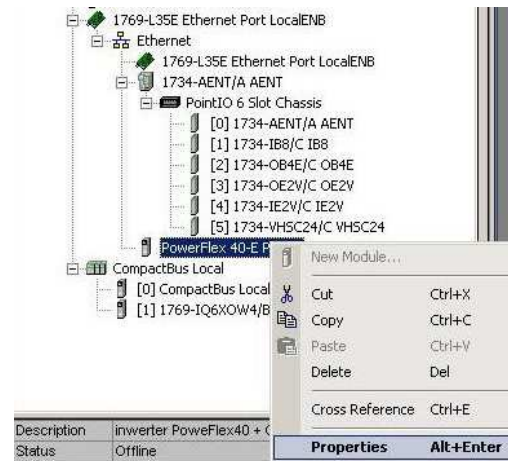 1769-L35E Ethernet Port LocalENB
Ethernet
1769-L35E Ethernet Port LocalENB
1734-AENT/A AENT
PointIO 6 Slot Chassis
[0] 1734-AENT/A AENT
[1] 1734-IB8/C IB8
[2] 1734-OB4E/C OB4E
[3] 1734-OE2V/C OE2V
[4] 1734-IE2V/C IE2V
[5] 1734-VHSC24/C VHSC24
PowerFlex 40-E P
CompactBus Local
[0] CompactBus Local
[1] 1769-IQ6XOW4/B
New Module...
Cut Ctrl+X
Copy Ctrl+C
Paste Ctrl+V
Delete Del
Cross Reference Ctrl+E
Properties Alt+Enter
Description inwerter PoweFlex40 +
Status Offline